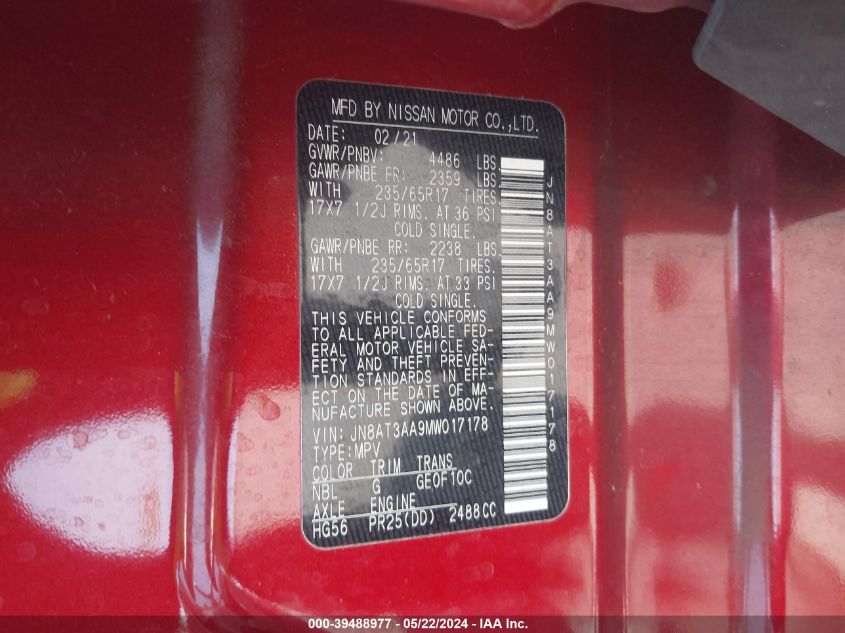 MFD BY NISSAN MOTOR CO.,LTD.
DATE: 02/21
GVWR/PNBV: 4486 LBS.
GAWR/PNBE FR: 2359 LBS.
WITH 235/65R17 TIRES.
17X7 1/2J RIMS. AT 36 PSI
COLD SINGLE.
GAWR/PNBE RR: 2238 LBS.
WITH 235/65R17 TIRES.
17X7 1/2J RIMS. AT 33 PSI
COLD SINGLE.
THIS VEHICLE CONFORMS
TO ALL APPLICABLE FED-
ERAL MOTOR VEHICLE SA-
FETY AND THEFT PREVEN-
TION STANDARDS IN EFF-
ECT ON THE DATE OF MA-
NUFACTURE SHOWN ABOVE.
VIN: JN8AT3AA9MW017178
TYPE:MPV
COLOR TRIM TRANS
NBL G GE0F10C
AXLE ENGINE
HG56 PR25(DD) 2488CC
JN8AT3AA9MW017178
000-39488977 - 05/22/2024 - IAA Inc.